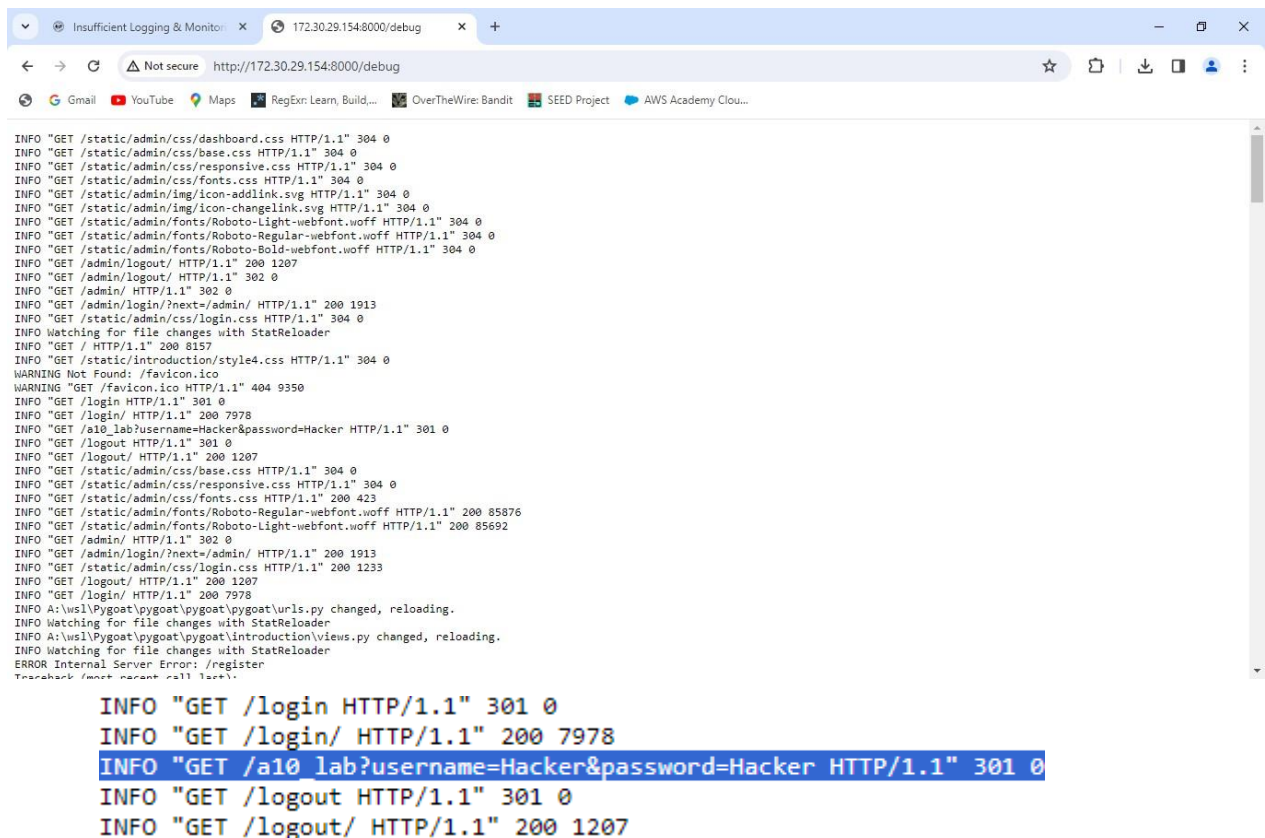 Insufficient Logging & Monitori
172.30.29.154:8000/debug
Not secure http://172.30.29.154:8000/debug
Gmail YouTube Maps RegExr: Learn, Build,... OverTheWire: Bandit SEED Project AWS Academy Clou...
INFO "GET /static/admin/css/dashboard.css HTTP/1.1" 304 0
INFO "GET /static/admin/css/base.css HTTP/1.1" 304 0
INFO "GET /static/admin/css/responsive.css HTTP/1.1" 304 0
INFO "GET /static/admin/css/fonts.css HTTP/1.1" 304 0
INFO "GET /static/admin/img/icon-addlink.svg HTTP/1.1" 304 0
INFO "GET /static/admin/img/icon-changelink.svg HTTP/1.1" 304 0
INFO "GET /static/admin/fonts/Roboto-Light-webfont.woff HTTP/1.1" 304 0
INFO "GET /static/admin/fonts/Roboto-Regular-webfont.woff HTTP/1.1" 304 0
INFO "GET /static/admin/fonts/Roboto-Bold-webfont.woff HTTP/1.1" 304 0
INFO "GET /admin/logout/ HTTP/1.1" 200 1207
INFO "GET /admin/logout/ HTTP/1.1" 302 0
INFO "GET /admin/ HTTP/1.1" 302 0
INFO "GET /admin/login/?next=/admin/ HTTP/1.1" 200 1913
INFO "GET /static/admin/css/login.css HTTP/1.1" 304 0
INFO Watching for file changes with StatReloader
INFO "GET / HTTP/1.1" 200 8157
INFO "GET /static/introduction/style4.css HTTP/1.1" 304 0
WARNING Not Found: /favicon.ico
WARNING "GET /favicon.ico HTTP/1.1" 404 9350
INFO "GET /login HTTP/1.1" 301 0
INFO "GET /login/ HTTP/1.1" 200 7978
INFO "GET /a10_lab?username=Hacker&password=Hacker HTTP/1.1" 301 0
INFO "GET /logout HTTP/1.1" 301 0
INFO "GET /logout/ HTTP/1.1" 200 1207
INFO "GET /static/admin/css/base.css HTTP/1.1" 304 0
INFO "GET /static/admin/css/responsive.css HTTP/1.1" 304 0
INFO "GET /static/admin/css/fonts.css HTTP/1.1" 200 423
INFO "GET /static/admin/fonts/Roboto-Regular-webfont.woff HTTP/1.1" 200 85876
INFO "GET /static/admin/fonts/Roboto-Light-webfont.woff HTTP/1.1" 200 85692
INFO "GET /admin/ HTTP/1.1" 302 0
INFO "GET /admin/login/?next=/admin/ HTTP/1.1" 200 1913
INFO "GET /static/admin/css/login.css HTTP/1.1" 200 1233
INFO "GET /logout/ HTTP/1.1" 200 1207
INFO "GET /login/ HTTP/1.1" 200 7978
INFO A:\wsl\Pygoat\pygoat\pygoat\pygoat\urls.py changed, reloading.
INFO Watching for file changes with StatReloader
INFO A:\wsl\Pygoat\pygoat\pygoat\introduction\views.py changed, reloading.
INFO Watching for file changes with StatReloader
ERROR Internal Server Error: /register
Traceback (most recent call last):
INFO "GET /login HTTP/1.1" 301 0
INFO "GET /login/ HTTP/1.1" 200 7978
INFO "GET /a10_lab?username=Hacker&password=Hacker HTTP/1.1" 301 0
INFO "GET /logout HTTP/1.1" 301 0
INFO "GET /logout/ HTTP/1.1" 200 1207